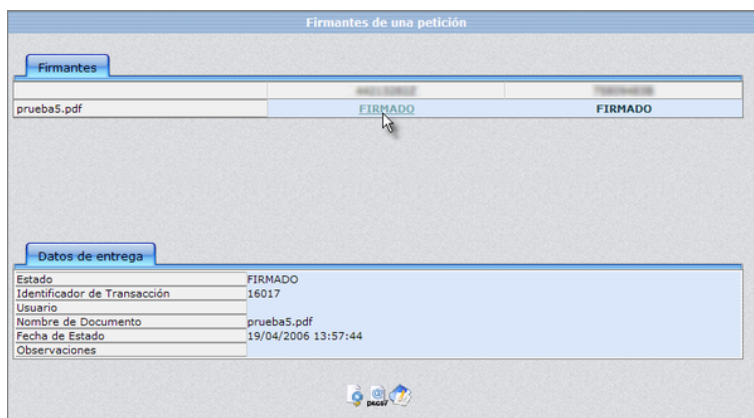 Firmantes de una petición
Firmantes
prueba5.pdf FIRMADO FIRMADO
Datos de entrega
Estado FIRMADO
Identificador de Transacción 16017
Usuario
Nombre de Documento prueba5.pdf
Fecha de Estado 19/04/2006 13:57:44
Observaciones
PKCS7